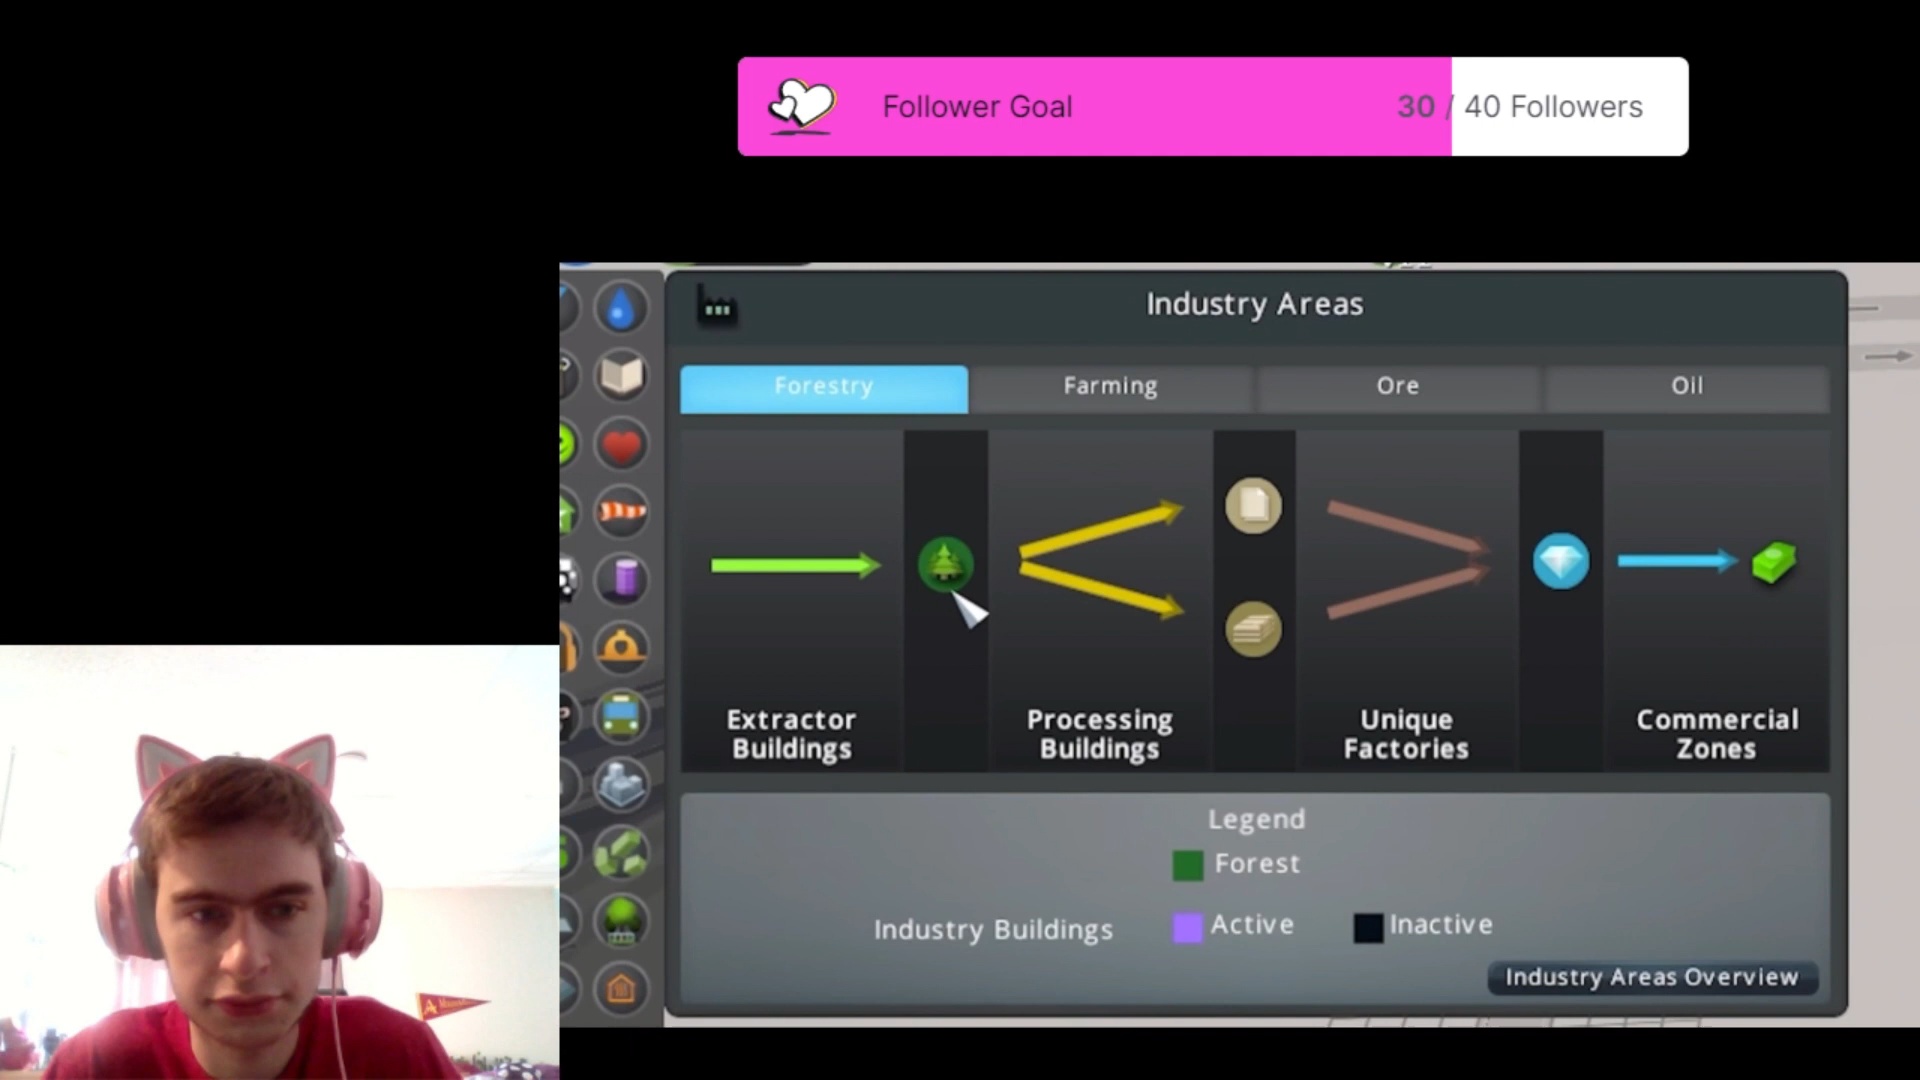 Follower Goal
30 / 40 Followers
Industry Areas
Forestry
Farming
Ore
Oil
Extractor
Buildings
Processing
Buildings
Unique
Factories
Commercial
Zones
Legend
Forest
Industry Buildings
Active
Inactive
Industry Areas Overview
A